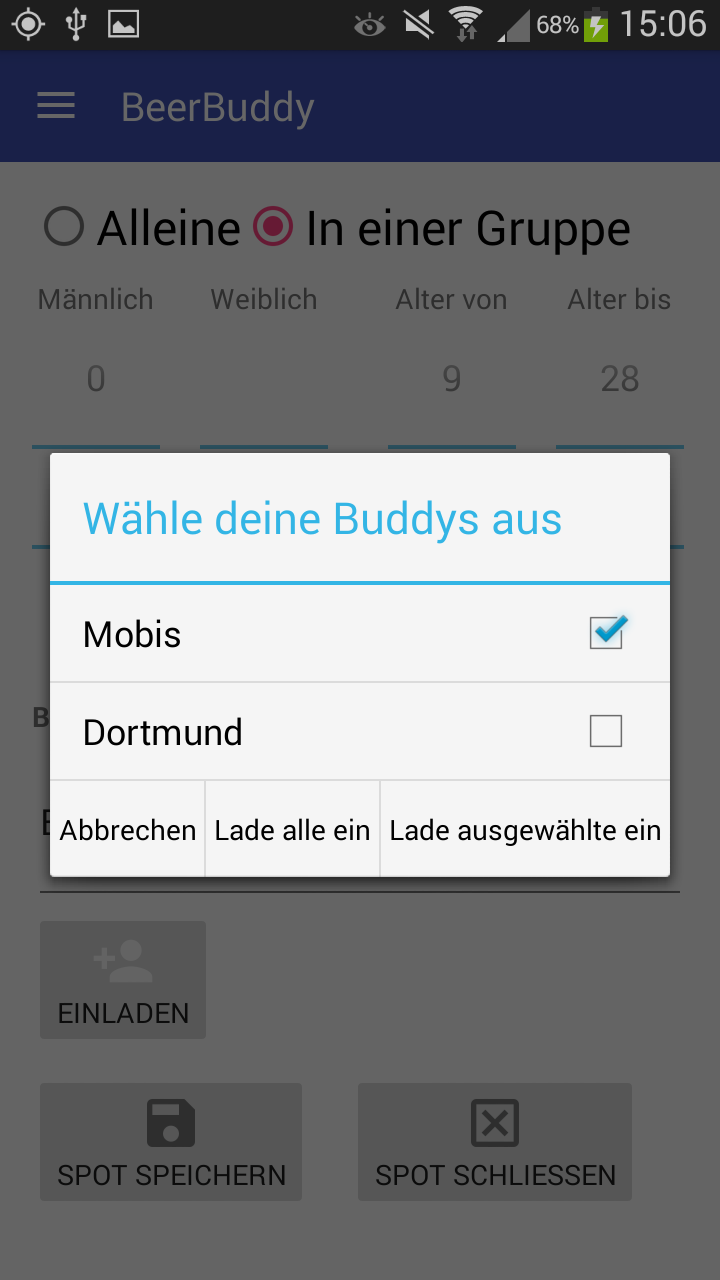 68% 15:06
BeerBuddy
Alleine In einer Gruppe
Männlich Weiblich Alter von Alter bis
0 9 28
Wähle deine Buddys aus
Mobis
Dortmund
Abbrechen Lade alle ein Lade ausgewählte ein
EINLADEN
SPOT SPEICHERN SPOT SCHLIESSEN